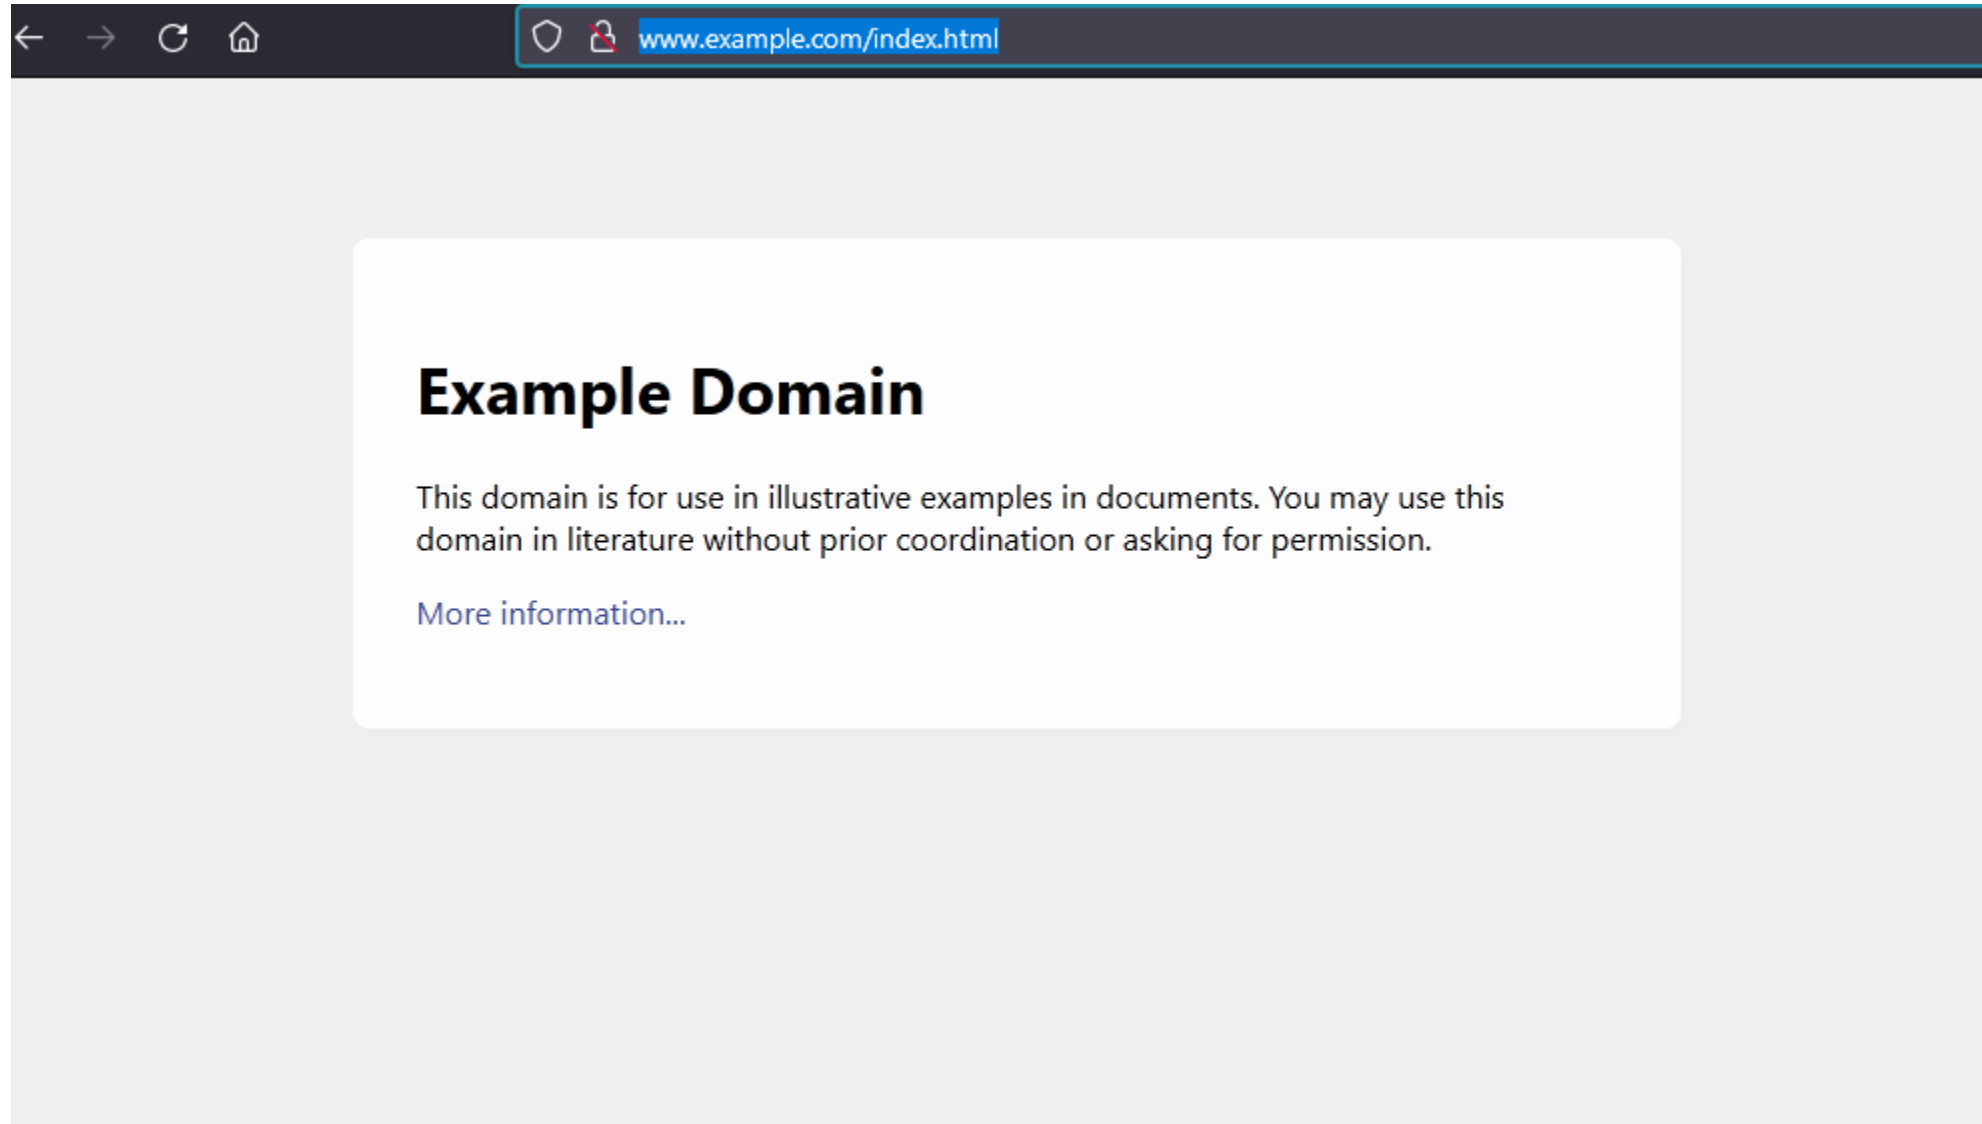 www.example.com/index.html
Example Domain
This domain is for use in illustrative examples in documents. You may use this
domain in literature without prior coordination or asking for permission.
More information...